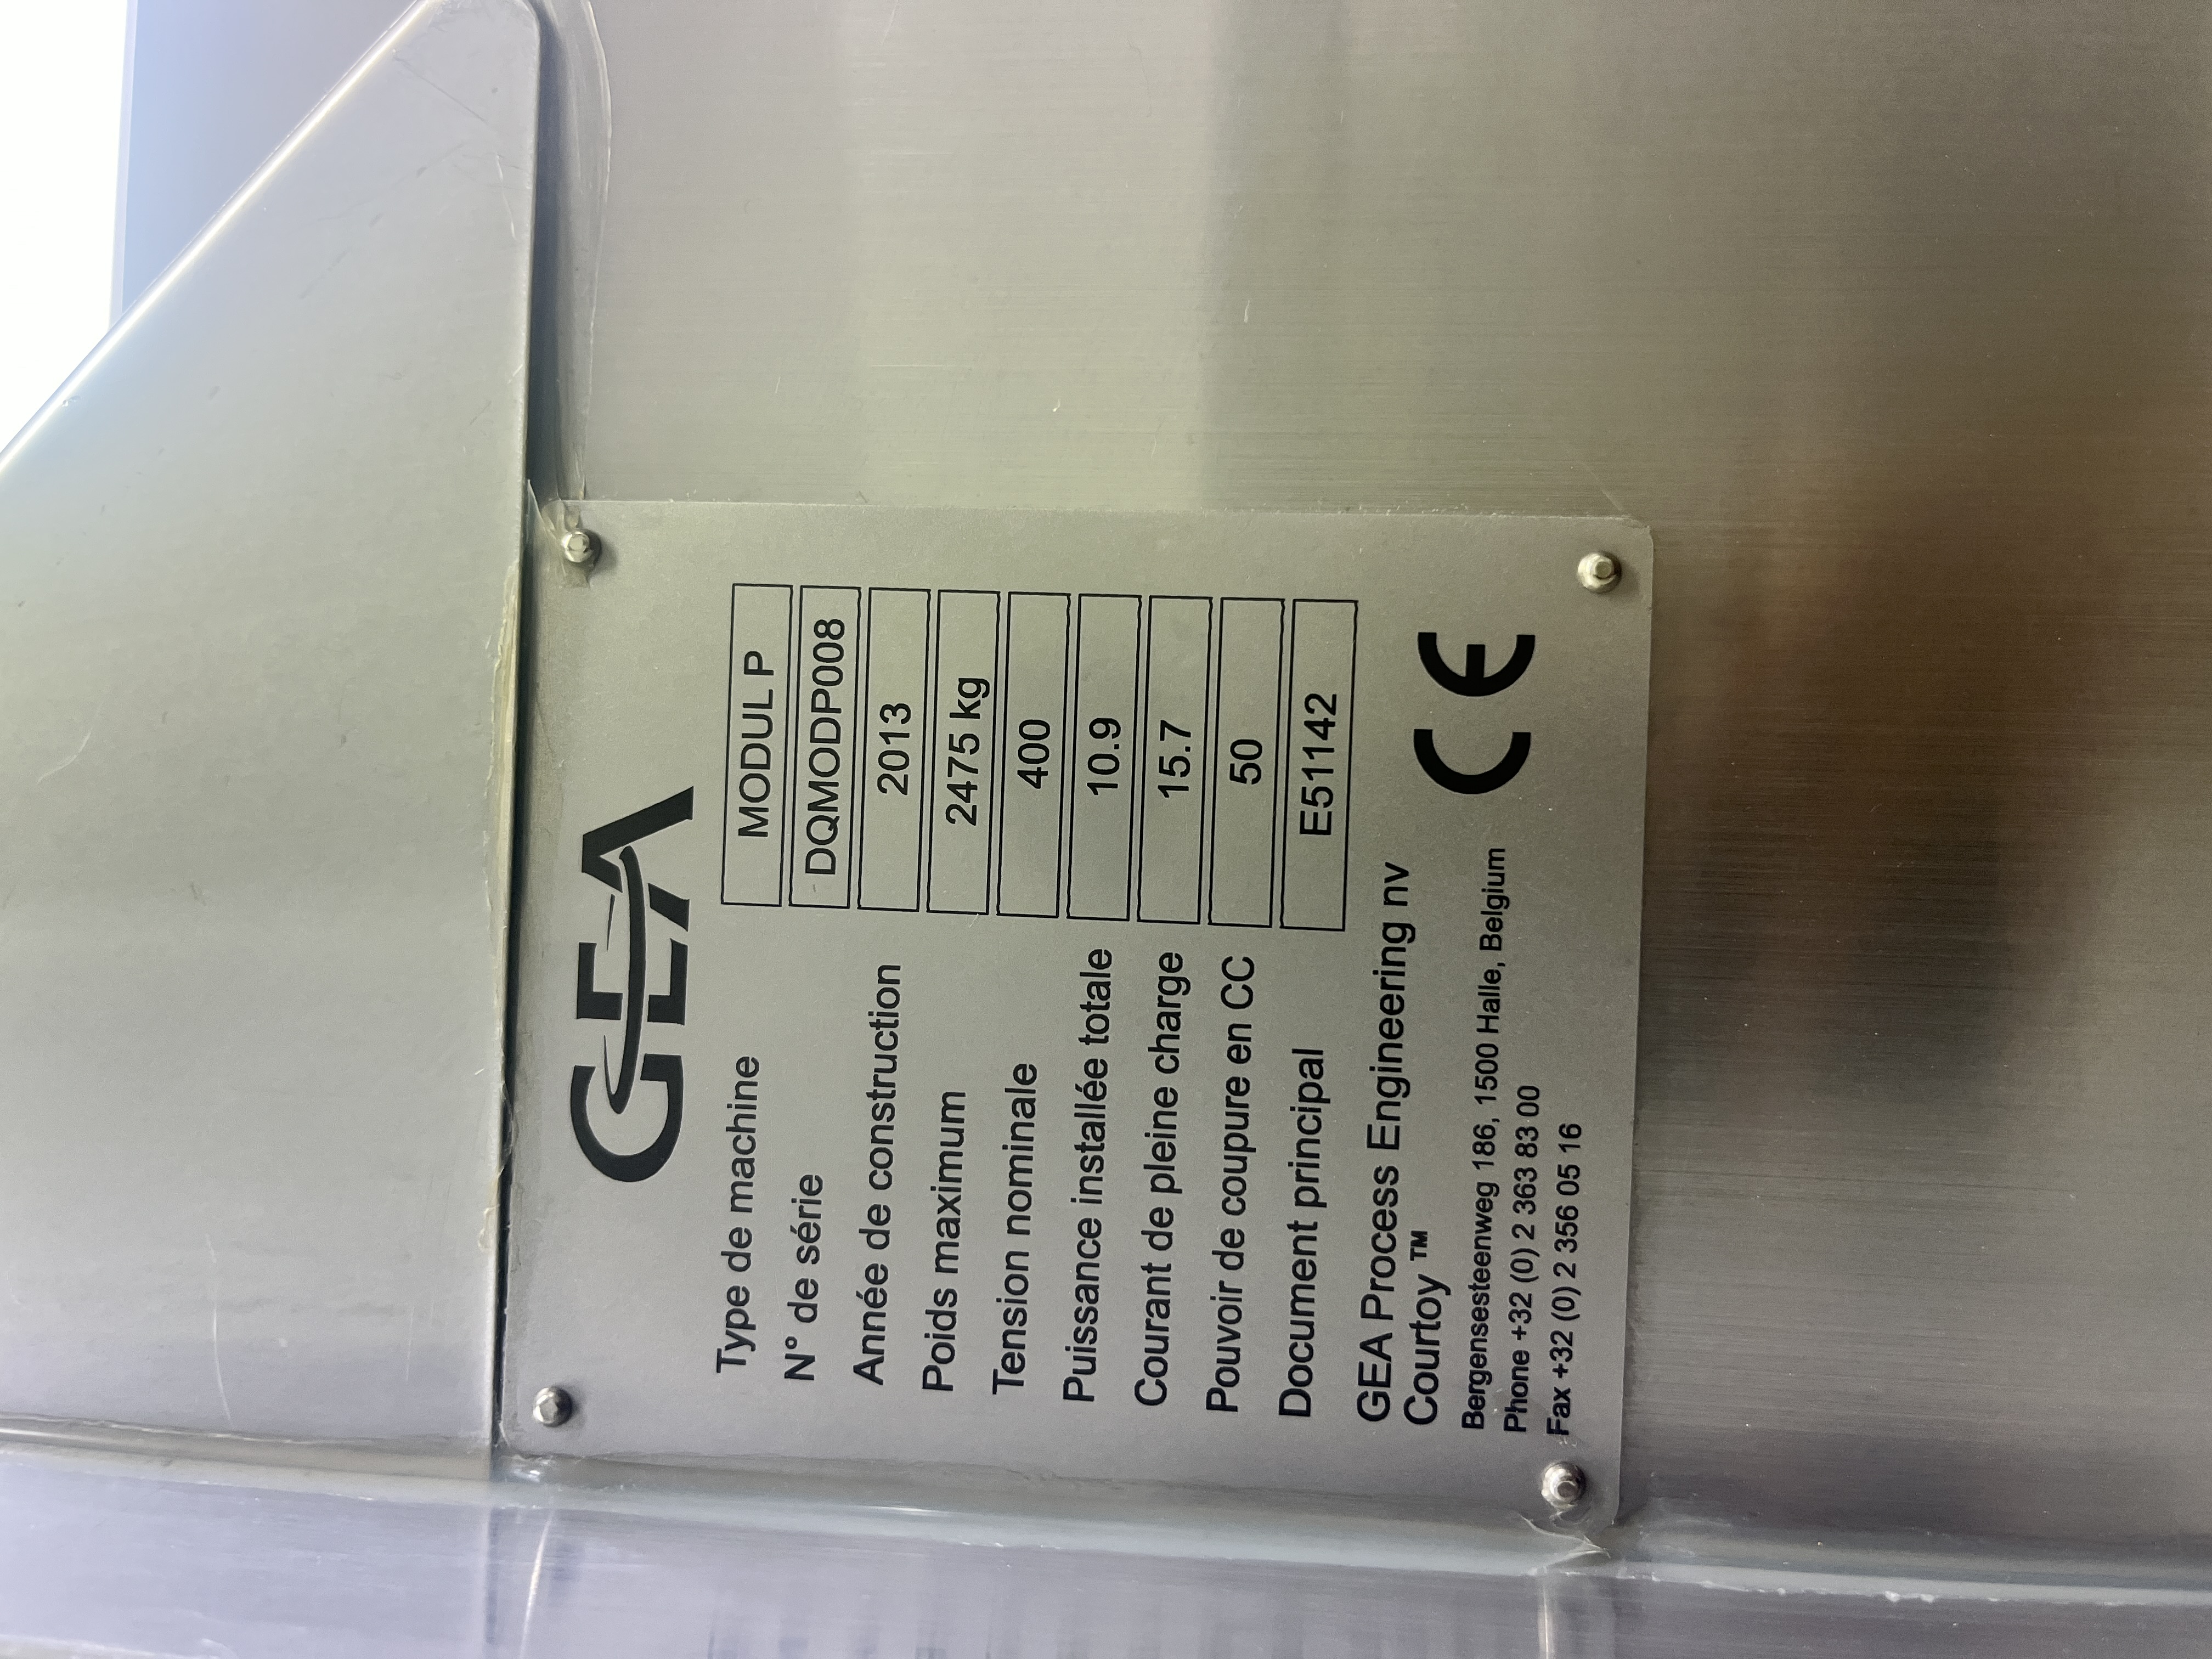 GEA
Type de machine MODUL P
N° de série DQMODP008
Année de construction 2013
Poids maximum 2475 kg
Tension nominale 400
Puissance installée totale 10.9
Courant de pleine charge 15.7
Pouvoir de coupure en CC 50
Document principal E51142
GEA Process Engineering nv
Courtoy™
Bergensesteenweg 186, 1500 Halle, Belgium
Phone +32 (0) 2 363 83 00
Fax +32 (0) 2 356 05 16
CE